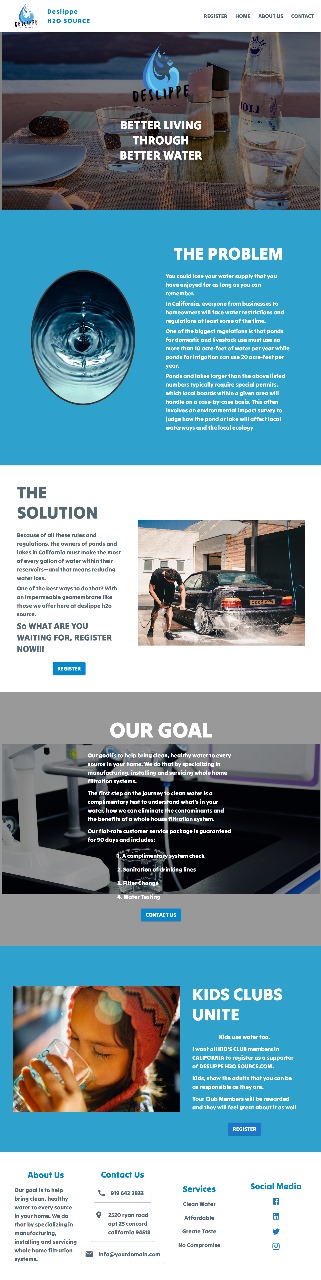 Deslippe
H2O SOURCE
REGISTER HOME ABOUT US CONTACT
DESLIPPE
BETTER LIVING
THROUGH
BETTER WATER
THE PROBLEM
You could lose your water supply that you
have enjoyed for as long as you can
remember.
In California, everyone from businesses to
homeowners will face water restrictions and
regulations at least some of the time.
One of the biggest regulations is that ponds
for domestic and livestock use must use no
more than 10 acre-feet of water per year while
ponds for irrigation can use 20 acre-feet per
year.
Ponds and lakes larger than the above listed
numbers typically require special permits,
which local boards within a given area will
handle on a case-by-case basis. This often
involves an environmental impact survey to
judge how the pond or lake will affect local
waterways and the local ecology
THE
SOLUTION
Because of all these rules and
regulations, the owners of ponds and
lakes in California must make the most
of every gallon of water within their
reservoirs—and that means reducing
water loss.
One of the best ways to do that? With
an impermeable geomembrane like
those we offer here at deslippe h2o
source.
So WHAT ARE YOU
WAITING FOR, REGISTER
NOW!!!
REGISTER
OUR GOAL
Our goal is to help bring clean, healthy water to every
source in your home. We do that by specializing in
manufacturing, installing and servicing whole home
filtration systems.
The first step on the journey to clean water is a
complimentary test to understand what's in your
water, how we can eliminate the contaminants and
the benefits of a whole house filtration system.
Our flat-rate customer service package is guaranteed
for 90 days and includes:
1. A complimentary system check
2. Sanitation of drinking lines
3. Filter Change
4. Water Testing
CONTACT US
KIDS CLUBS
UNITE
Kids use water too.
I want all KID'S CLUB members in
CALIFORNIA to register as a supporter
of DESLIPPE H2O SOURCE.COM.
Kids, show the adults that you can be
as responsible as they are.
Your Club Members will be rewarded
and they will feel great about it as well
REGISTER
About Us
Our goal is to help
bring clean, healthy
water to every source
in your home. We do
that by specializing in
manufacturing,
installing and servicing
whole home filtration
systems.
Contact Us
2520 ryan road
apt 25 concord
california 94518
info@yourdomain.com
Services
Clean Water
Affordable
Create Taste
No Compromise
Social Media